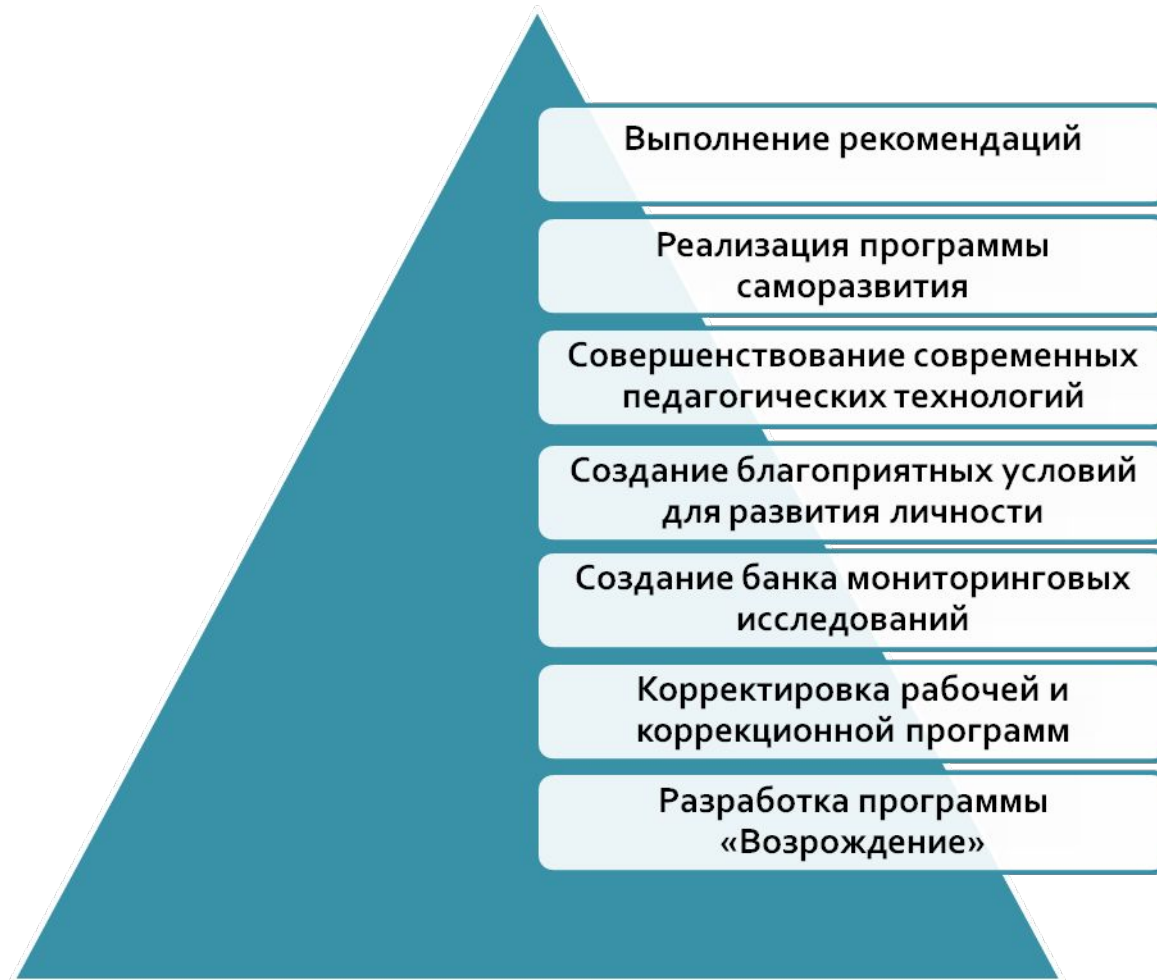 Выполнение рекомендаций
Реализация программы
саморазвития
Совершенствование современных
педагогических технологий
Создание благоприятных условий
для развития личности
Создание банка мониторинговых
исследований
Корректировка рабочей и
коррекционной программ
Разработка программы
«Возрождение»